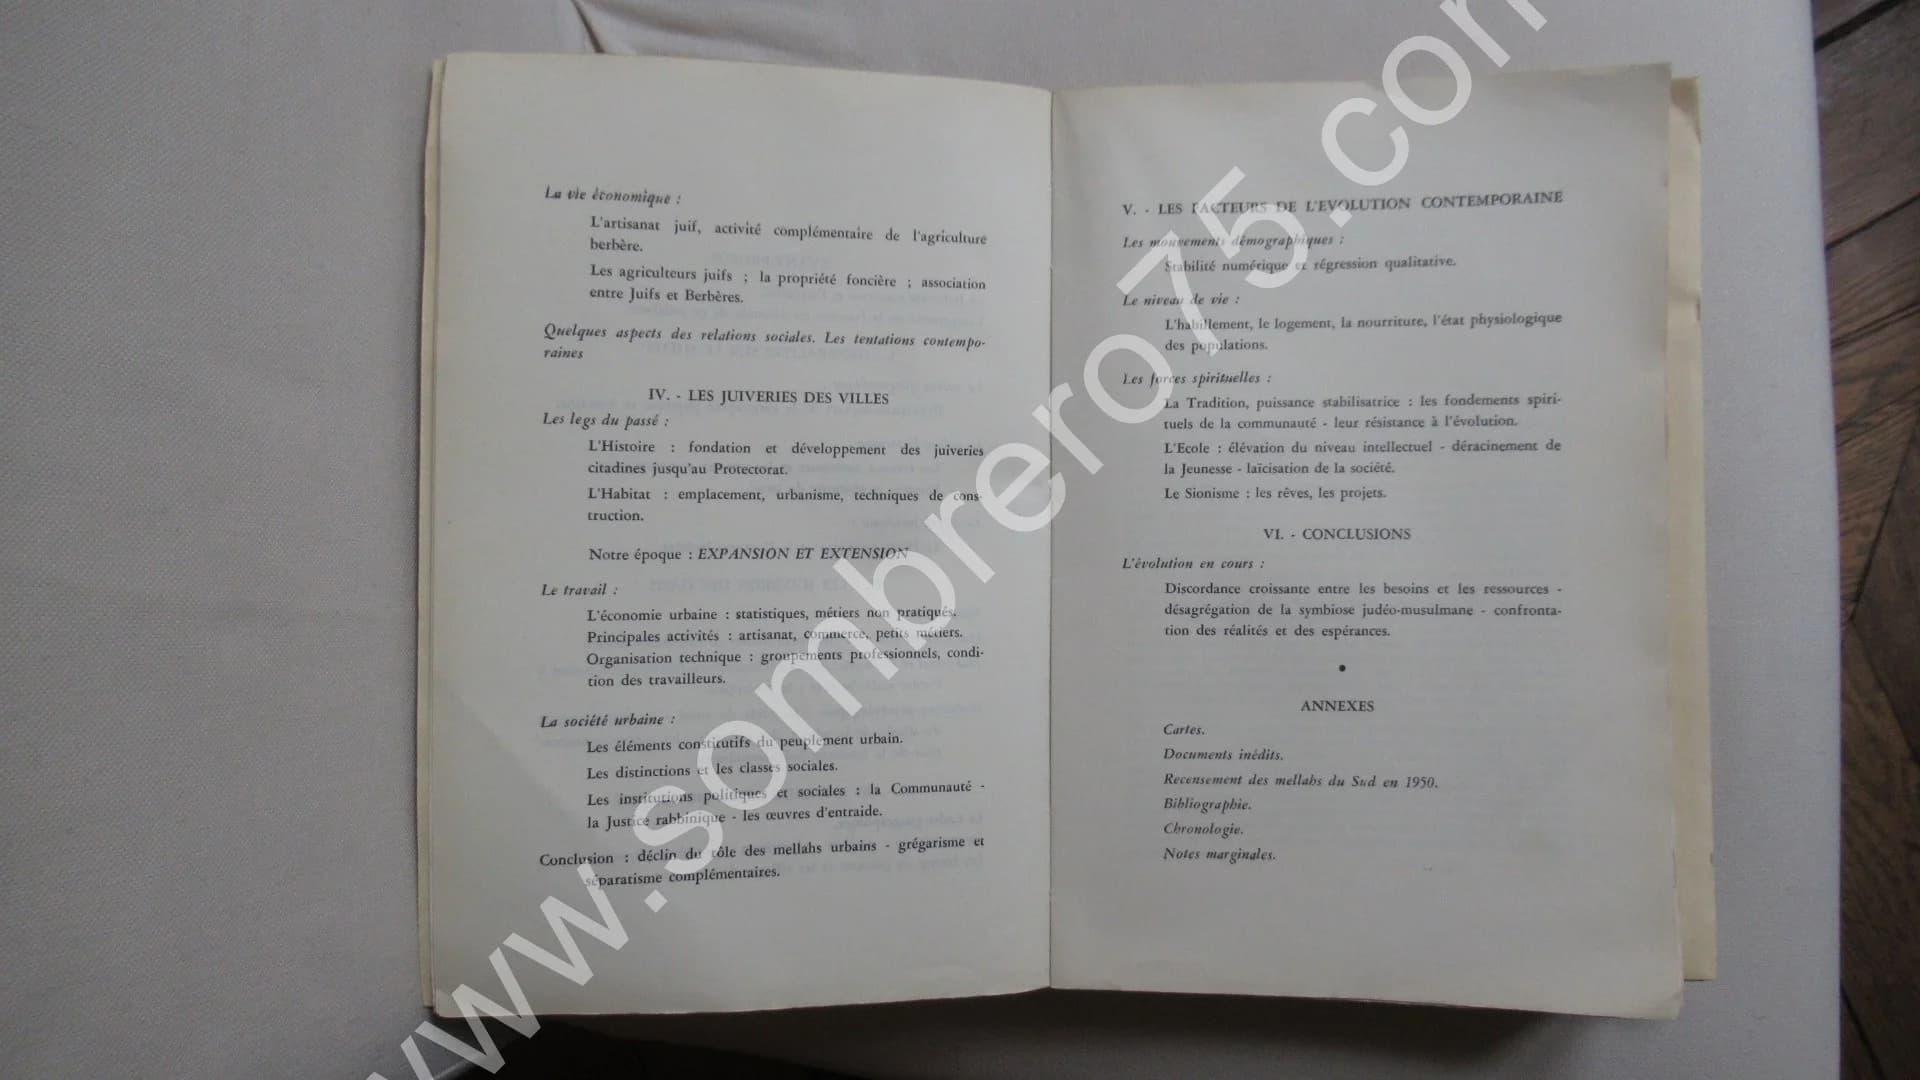 La vie économique :
L'artisanat juif, activité complémentaire de l'agriculture
berbère.
Les agriculteurs juifs ; la propriété foncière ; association
entre Juifs et Berbères.
Quelques aspects des relations sociales. Les tentations contempo-
raines
IV. - LES JUIVERIES DES VILLES
Les legs du passé :
L'Histoire : fondation et développement des juiveries
citadines jusqu'au Protectorat.
L'Habitat : emplacement, urbanisme, techniques de cons-
truction.
Notre époque : EXPANSION ET EXTENSION
Le travail :
L'économie urbaine : statistiques, métiers non pratiqués.
Principales activités : artisanat, commerce, petits métiers.
Organisation technique : groupements professionnels, condi-
tion des travailleurs.
La société urbaine :
Les éléments constitutifs du peuplement urbain.
Les distinctions et les classes sociales.
Les institutions politiques et sociales : la Communauté -
la Justice rabbinique - les œuvres d'entraide.
Conclusion : déclin du rôle des mellahs urbains - grégarisme et
séparatisme complémentaires.
V. - LES FACTEURS DE L'EVOLUTION CONTEMPORAINE
Les mouvements démographiques :
Stabilité numérique et régression qualitative.
Le niveau de vie :
L'habillement, le logement, la nourriture, l'état physiologique
des populations.
Les forces spirituelles :
La Tradition, puissance stabilisatrice : les fondements spiri-
tuels de la communauté - leur résistance à l'évolution.
L'Ecole : élévation du niveau intellectuel - déracinement de
la Jeunesse - laïcisation de la société.
Le Sionisme : les rêves, les projets.
VI. - CONCLUSIONS
L'évolution en cours :
Discordance croissante entre les besoins et les ressources -
désagrégation de la symbiose judéo-musulmane - confronta-
tion des réalités et des espérances.
•
ANNEXES
Cartes.
Documents inédits.
Recensement des mellahs du Sud en 1950.
Bibliographie.
Chronologie.
Notes marginales.
www.sombrero75.com